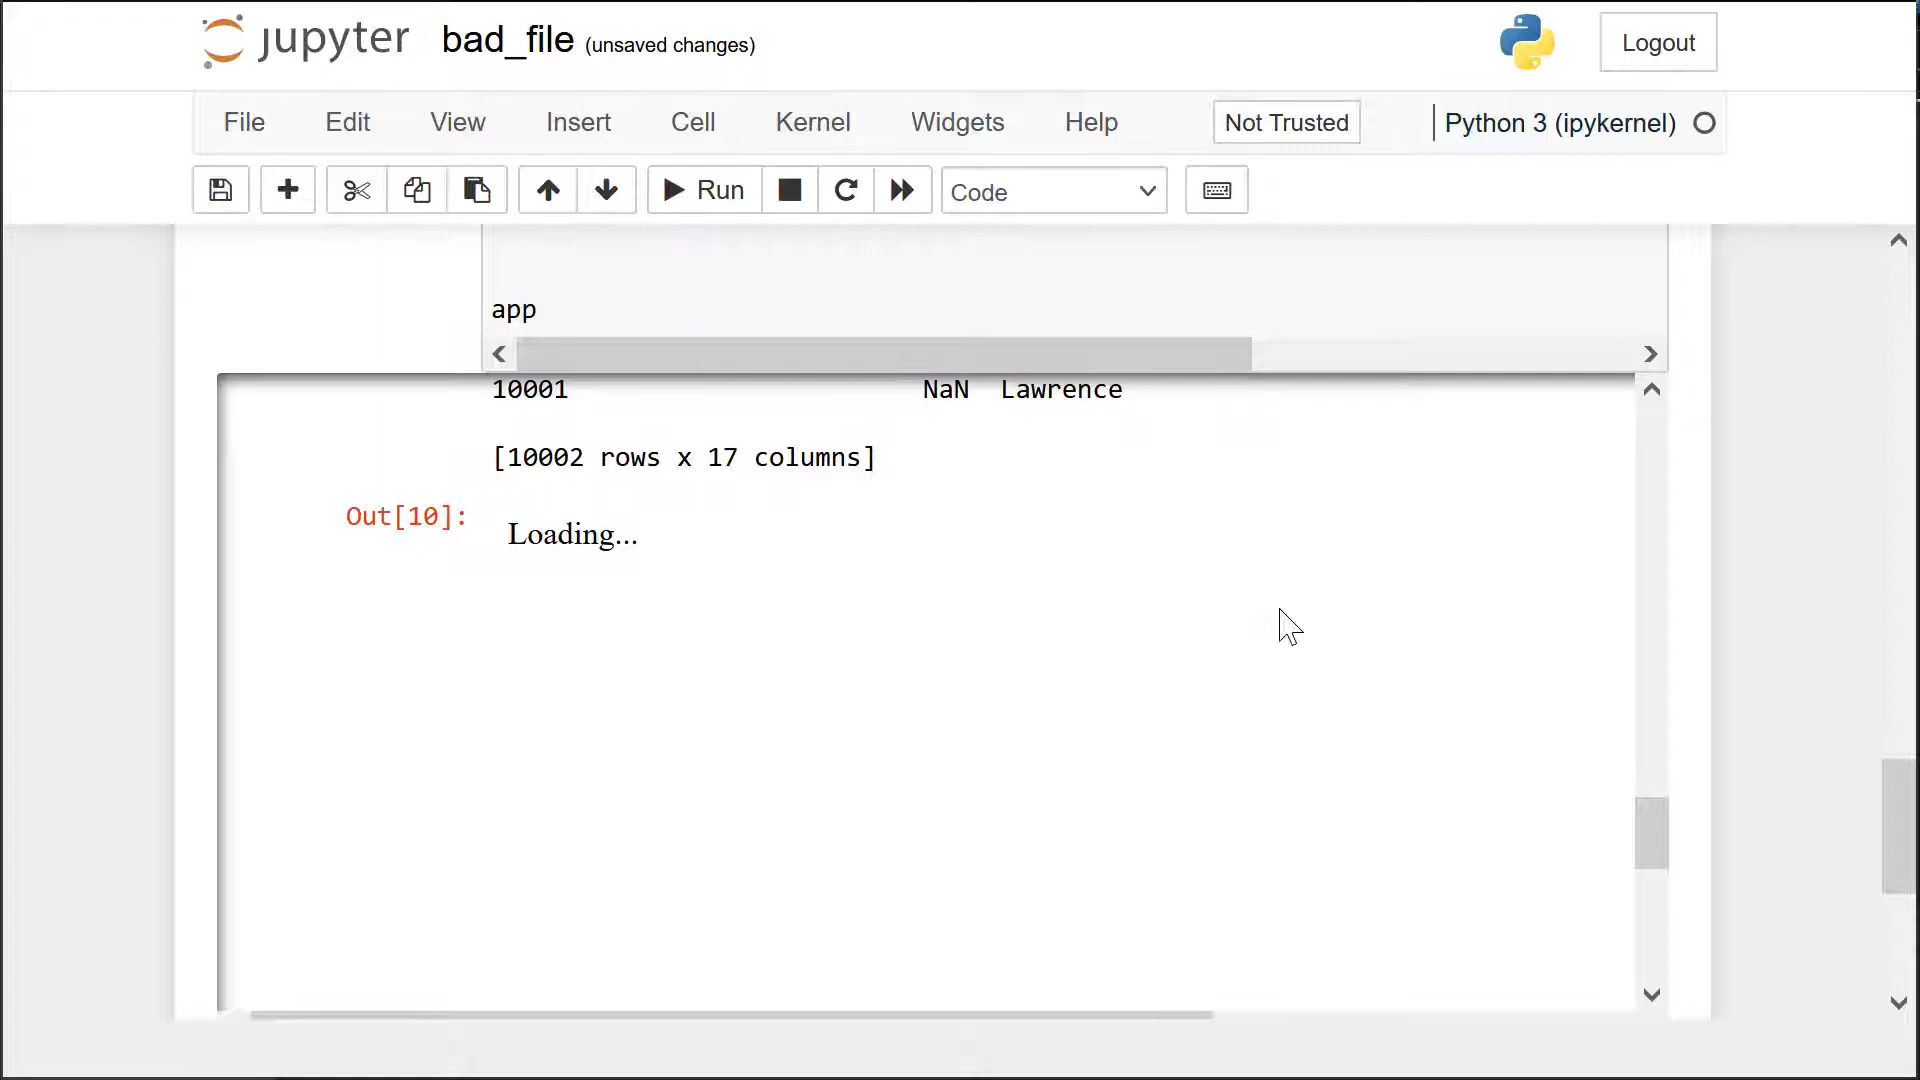 jupyter bad_file (unsaved changes) Logout
File Edit View Insert Cell Kernel Widgets Help Not Trusted Python 3 (ipykernel)
Run Code
app
10001 NaN Lawrence
[10002 rows x 17 columns]
Out[10]: Loading...